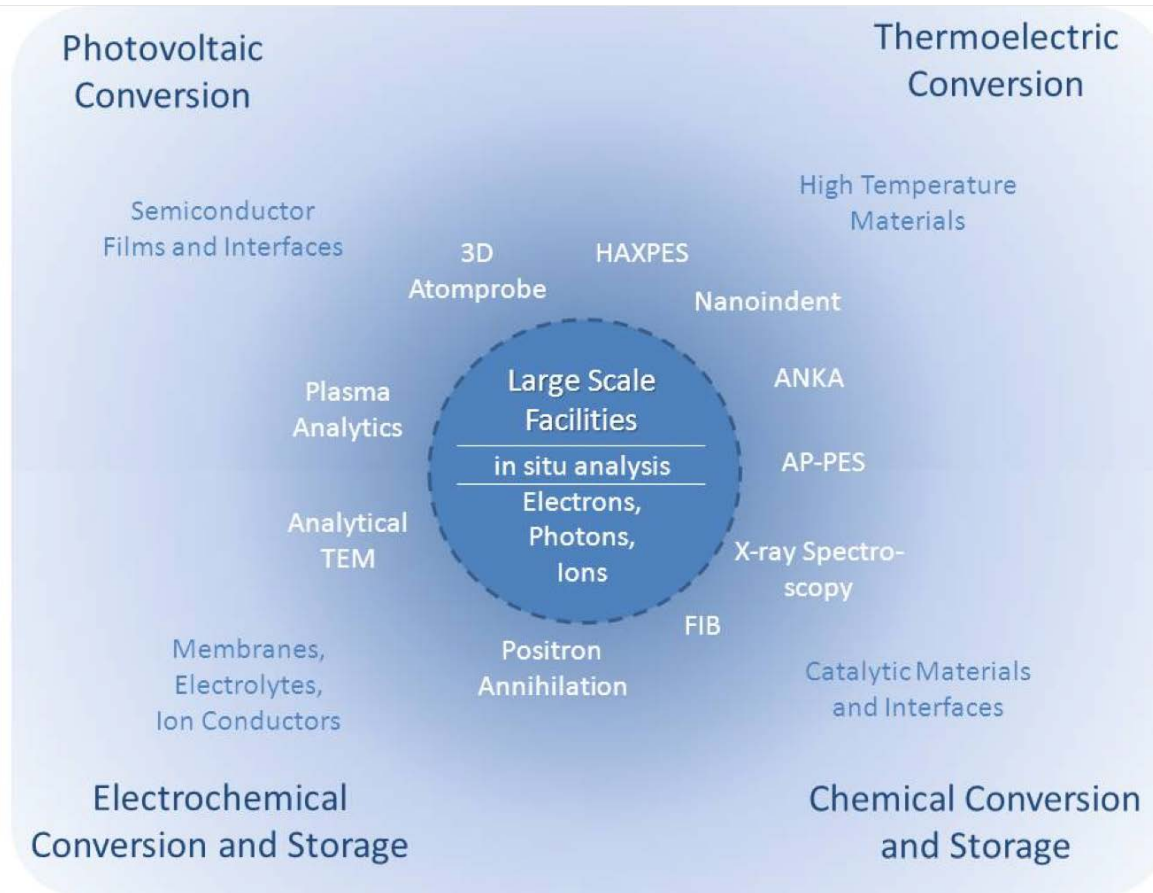 Photovoltaic
Conversion
Thermoelectric
Conversion
Semiconductor
Films and Interfaces
High Temperature
Materials
3D
Atomprobe
HAXPES
Nanoindent
Plasma
Analytics
ANKA
AP-PES
Large Scale
Facilities
in situ analysis
Electrons,
Photons,
Ions
Analytical
TEM
X-ray Spectro-
scopy
FIB
Positron
Annihilation
Membranes,
Electrolytes,
Ion Conductors
Catalytic Materials
and Interfaces
Electrochemical
Conversion and Storage
Chemical Conversion
and Storage